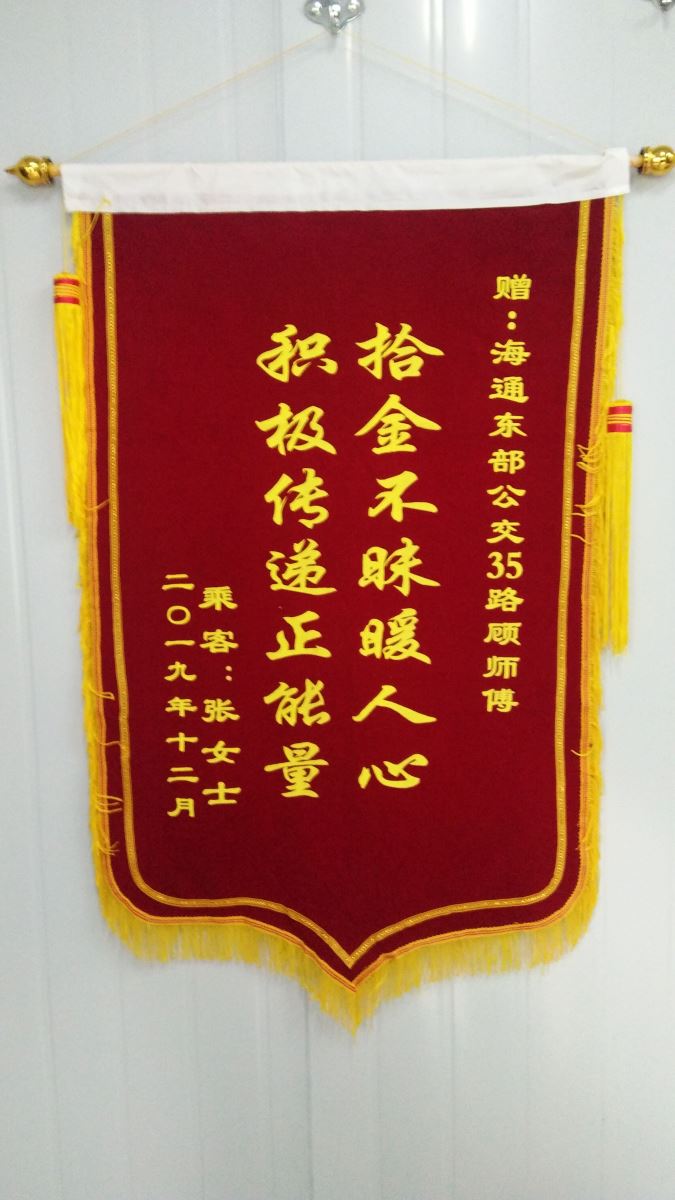 赠：海通东部公交35路顾师傅
拾金不昧暖人心
积极传递正能量
乘客：张女士
二〇一九年十二月